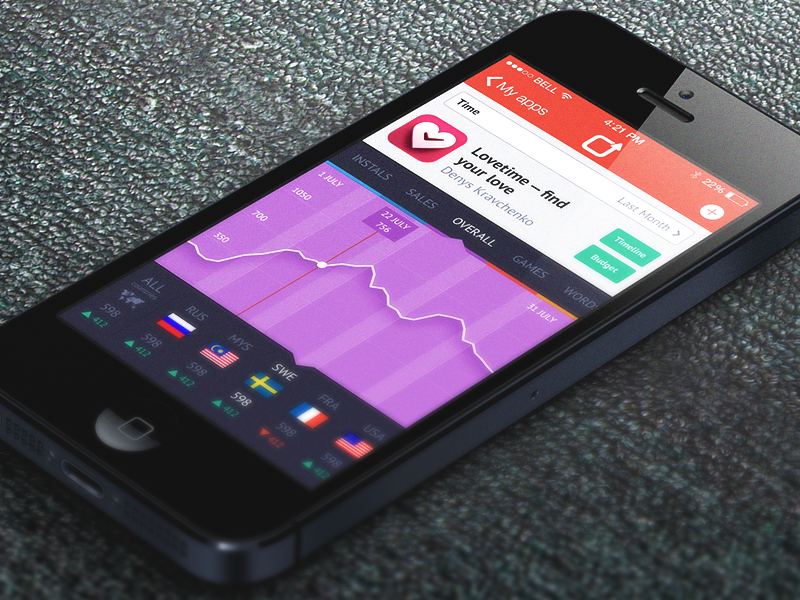 BELL
4:21 PM
22%
My apps
Time
Last Month
Lovetime – find
your love
Denys Kravchenko
Timeline
Budget
INSTALS
SALES
OVERALL
GAMES
WORD
1 JULY
1050
700
350
22 JULY
756
31 JULY
ALL
countries
598
412
RUS
598
412
MYS
598
412
SWE
598
412
FRA
598
412
USA
598
412